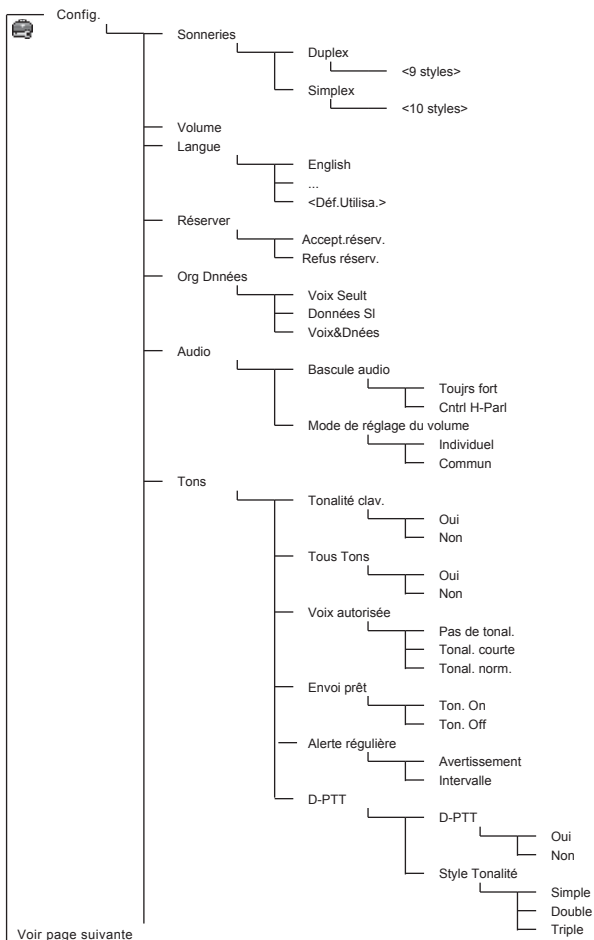 Config.
Sonneries
Duplex
<9 styles>
Simplex
<10 styles>
Volume
Langue
English
...
<Déf.Utilisa.>
Réserver
Accept.réserv.
Refus réserv.
Org Dnnées
Voix Seult
Données Sl
Voix&Dnées
Audio
Bascule audio
Toujrs fort
Cntrl H-Parl
Mode de réglage du volume
Individuel
Commun
Tons
Tonalité clav.
Oui
Non
Tous Tons
Oui
Non
Voix autorisée
Pas de tonal.
Tonal. courte
Tonal. norm.
Envoi prêt
Ton. On
Ton. Off
Alerte régulière
Avertissement
Intervalle
D-PTT
D-PTT
Oui
Non
Style Tonalité
Simple
Double
Triple
Voir page suivante